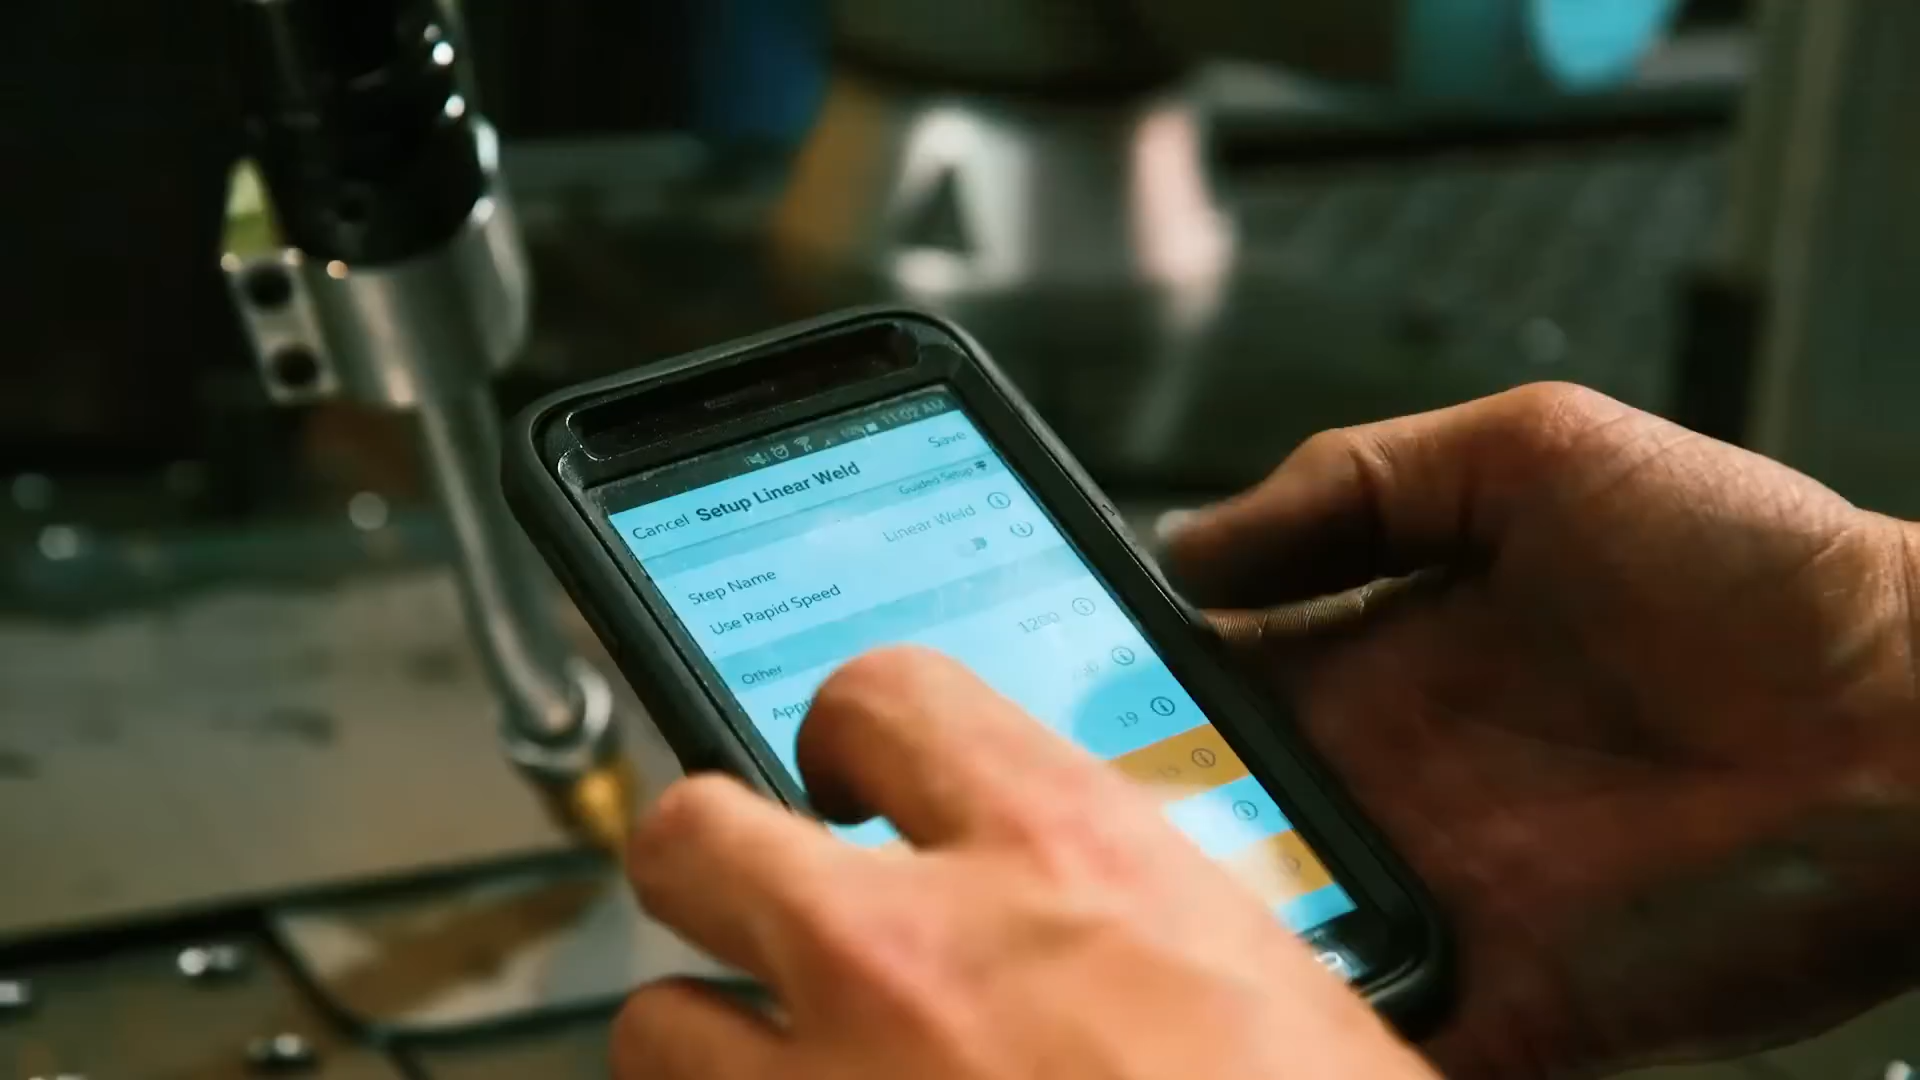 11:02 AM
Cancel Setup Linear Weld Save
Guided Setup
Step Name Linear Weld
Use Rapid Speed
Other
1200
19